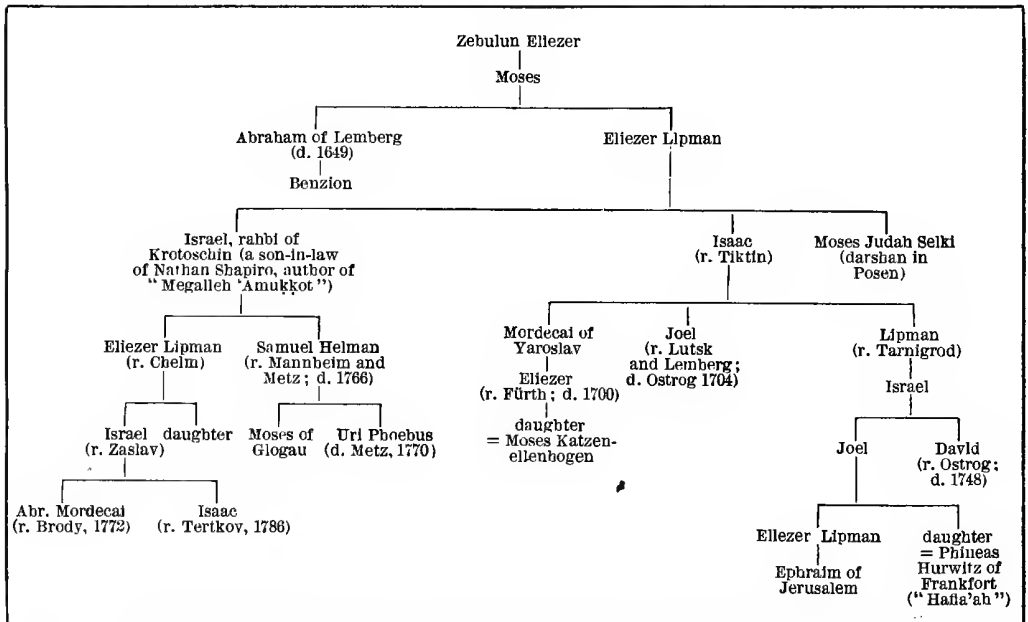 Zebulun Eliezer
Moses
Abraham of Lemberg
(d. 1649)
Benzion
Eliezer Lipman
Israel, rabbi of
Krotoschin (a son-in-law
of Nathan Shapiro, author of
"Megalleh 'Amuḳḳot")
Isaac
(r. Tiktin)
Moses Judah Selki
(darshan in
Posen)
Eliezer Lipman
(r. Chelm)
Samuel Helman
(r. Mannheim and
Metz; d. 1766)
Mordecai of
Yaroslav
Eliezer
(r. Fürth; d. 1700)
daughter
= Moses Katzen-
ellenbogen
Joel
(r. Lutsk
and Lemberg;
d. Ostrog 1704)
Lipman
(r. Tarnigrod)
Israel
Israel
(r. Zaslav)
daughter
Moses of
Glogau
Uri Phoebus
(d. Metz, 1770)
Joel
David
(r. Ostrog;
d. 1748)
Abr. Mordecai
(r. Brody, 1772)
Isaac
(r. Tertkov, 1786)
Eliezer Lipman
Ephraim of
Jerusalem
daughter
= Phineas
Hurwitz of
Frankfort
("Hafla'ah")